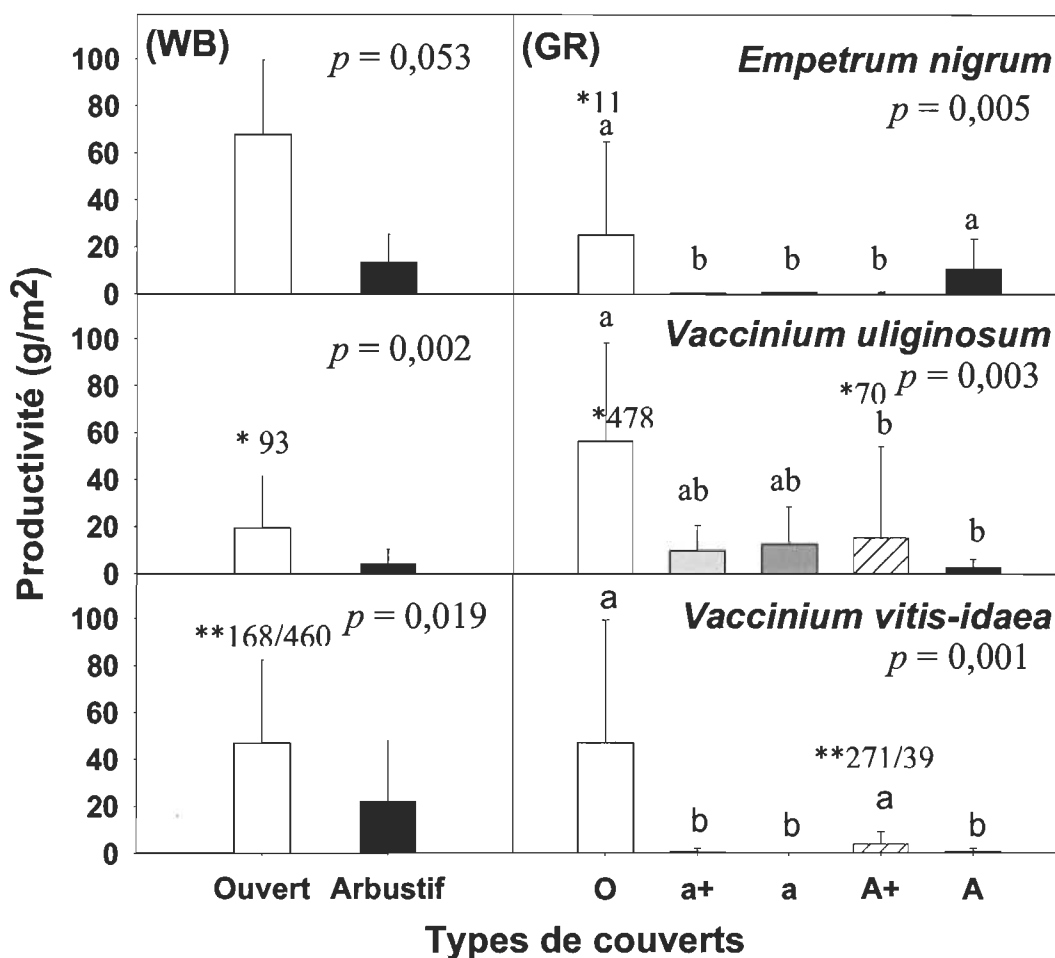 Productivité (g/m²)
(WB)
p = 0,053
(GR)
Empetrum nigrum
p = 0,005
100
80
60
40
20
0
*11
a
b
b
b
a
p = 0,002
Vaccinium uliginosum
p = 0,003
100
80
60
40
20
0
* 93
a
*478
ab
ab
*70
b
b
p = 0,019
Vaccinium vitis-idaea
p = 0,001
100
80
60
40
20
0
**168/460
a
b
b
**271/39
a
b
Ouvert Arbustif O a+ a A+ A
Types de couverts